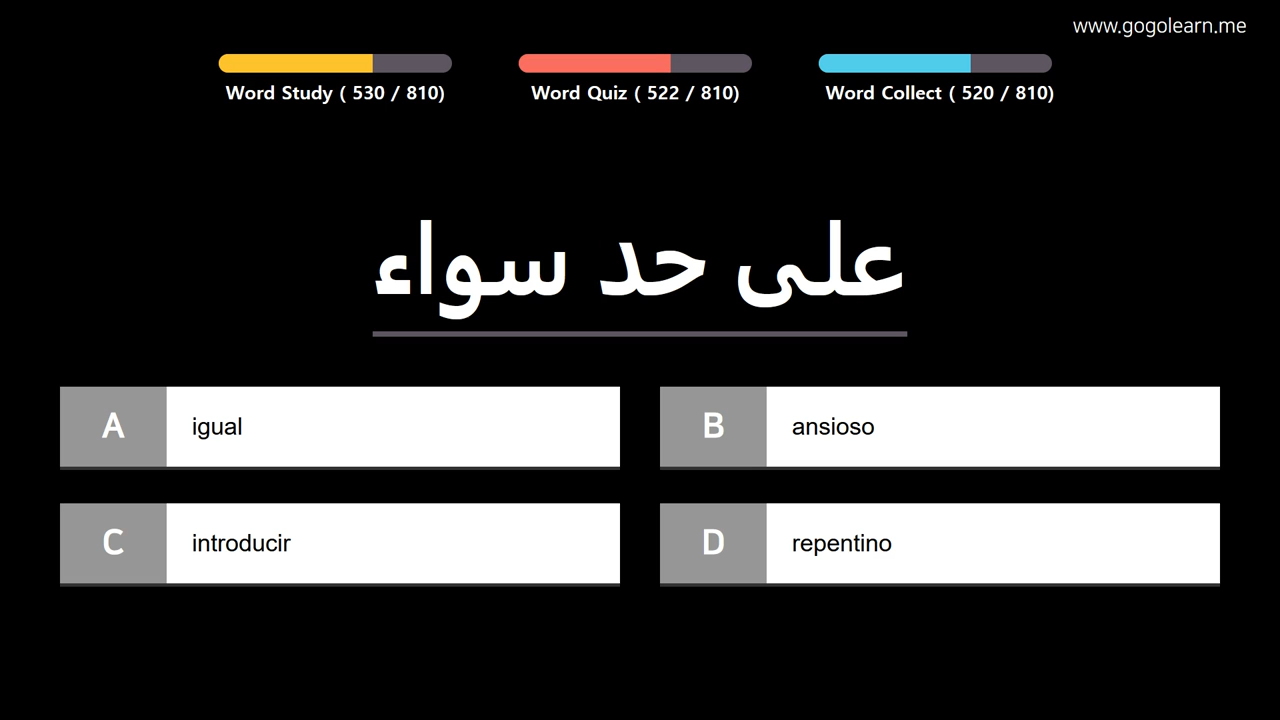 www.gogolearn.me
Word Study ( 530 / 810)
Word Quiz ( 522 / 810)
Word Collect ( 520 / 810)
على حد سواء
A igual
B ansioso
C introducir
D repentino